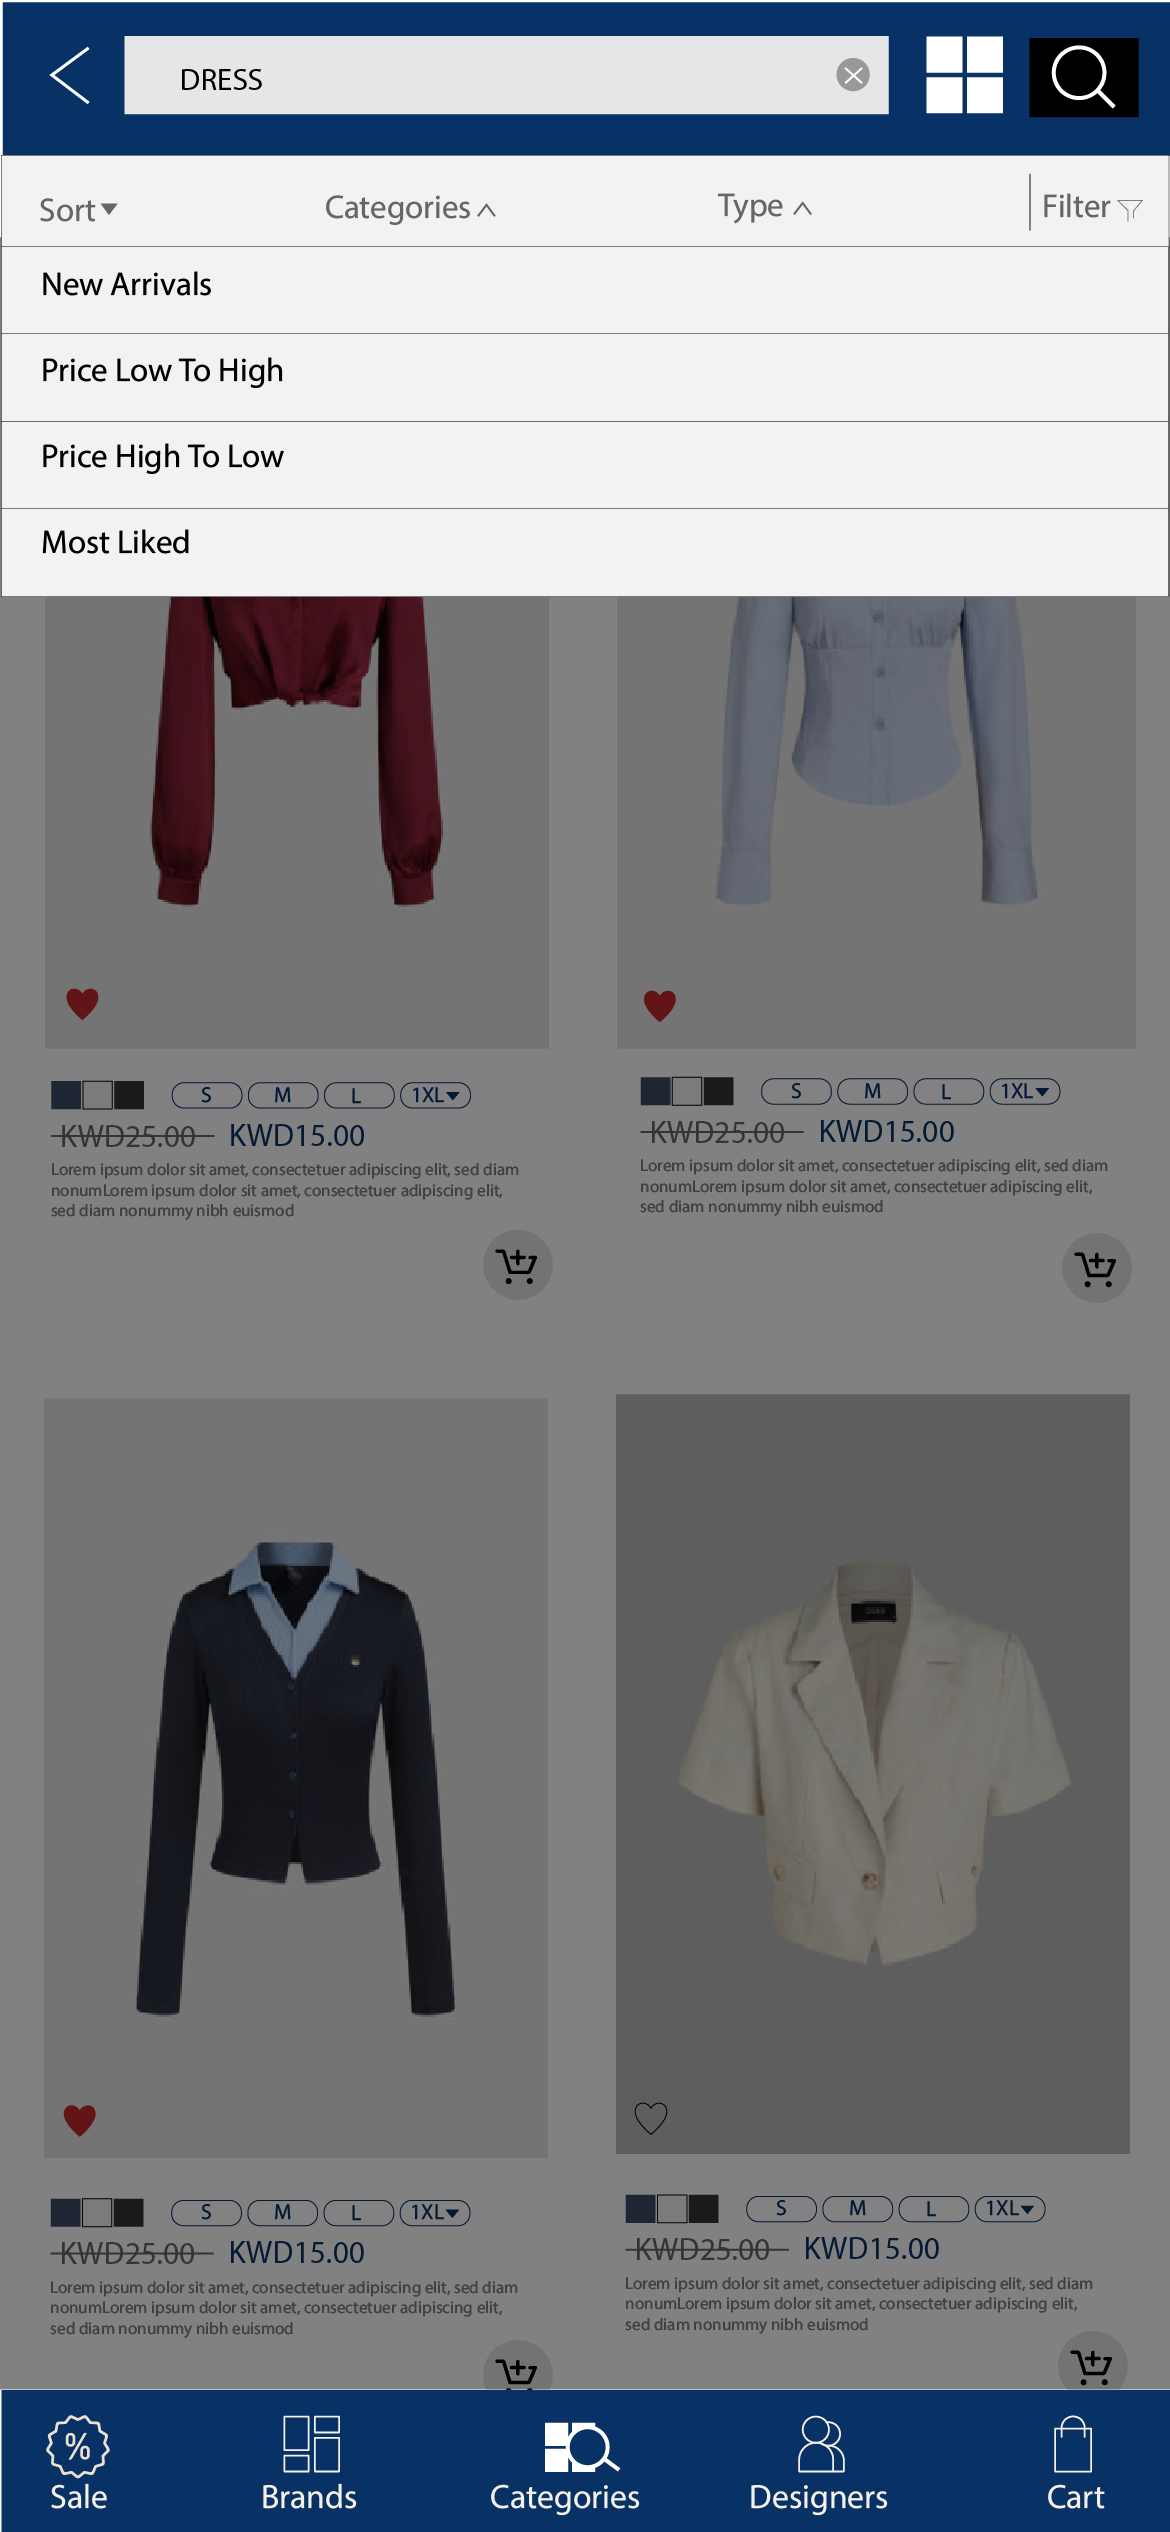 DRESS
Sort Categories Type Filter
New Arrivals
Price Low To High
Price High To Low
Most Liked
S M L 1XL
KWD25.00 KWD15.00
Lorem ipsum dolor sit amet, consectetuer adipiscing elit, sed diam
nonumLorem ipsum dolor sit amet, consectetuer adipiscing elit,
sed diam nonummy nibh euismod
S M L 1XL
KWD25.00 KWD15.00
Lorem ipsum dolor sit amet, consectetuer adipiscing elit, sed diam
nonumLorem ipsum dolor sit amet, consectetuer adipiscing elit,
sed diam nonummy nibh euismod
S M L 1XL
KWD25.00 KWD15.00
Lorem ipsum dolor sit amet, consectetuer adipiscing elit, sed diam
nonumLorem ipsum dolor sit amet, consectetuer adipiscing elit,
sed diam nonummy nibh euismod
S M L 1XL
KWD25.00 KWD15.00
Lorem ipsum dolor sit amet, consectetuer adipiscing elit, sed diam
nonumLorem ipsum dolor sit amet, consectetuer adipiscing elit,
sed diam nonummy nibh euismod
%
Sale Brands Categories Designers Cart